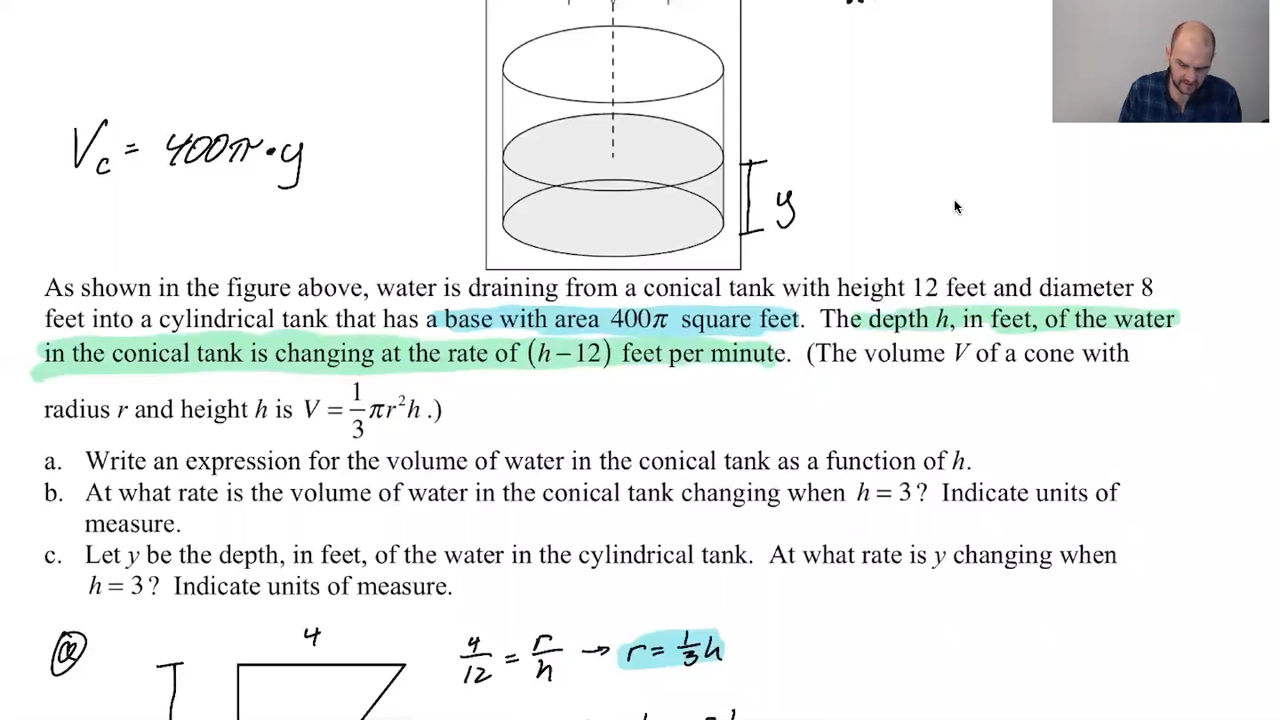 V_c = 400π · y
y
As shown in the figure above, water is draining from a conical tank with height 12 feet and diameter 8
feet into a cylindrical tank that has a base with area 400π square feet. The depth h, in feet, of the water
in the conical tank is changing at the rate of (h−12) feet per minute. (The volume V of a cone with
radius r and height h is V = 1/3 πr²h .)
a. Write an expression for the volume of water in the conical tank as a function of h.
b. At what rate is the volume of water in the conical tank changing when h = 3? Indicate units of
measure.
c. Let y be the depth, in feet, of the water in the cylindrical tank. At what rate is y changing when
h = 3? Indicate units of measure.
ⓐ 4 4/12 = r/h → r = 1/3 h